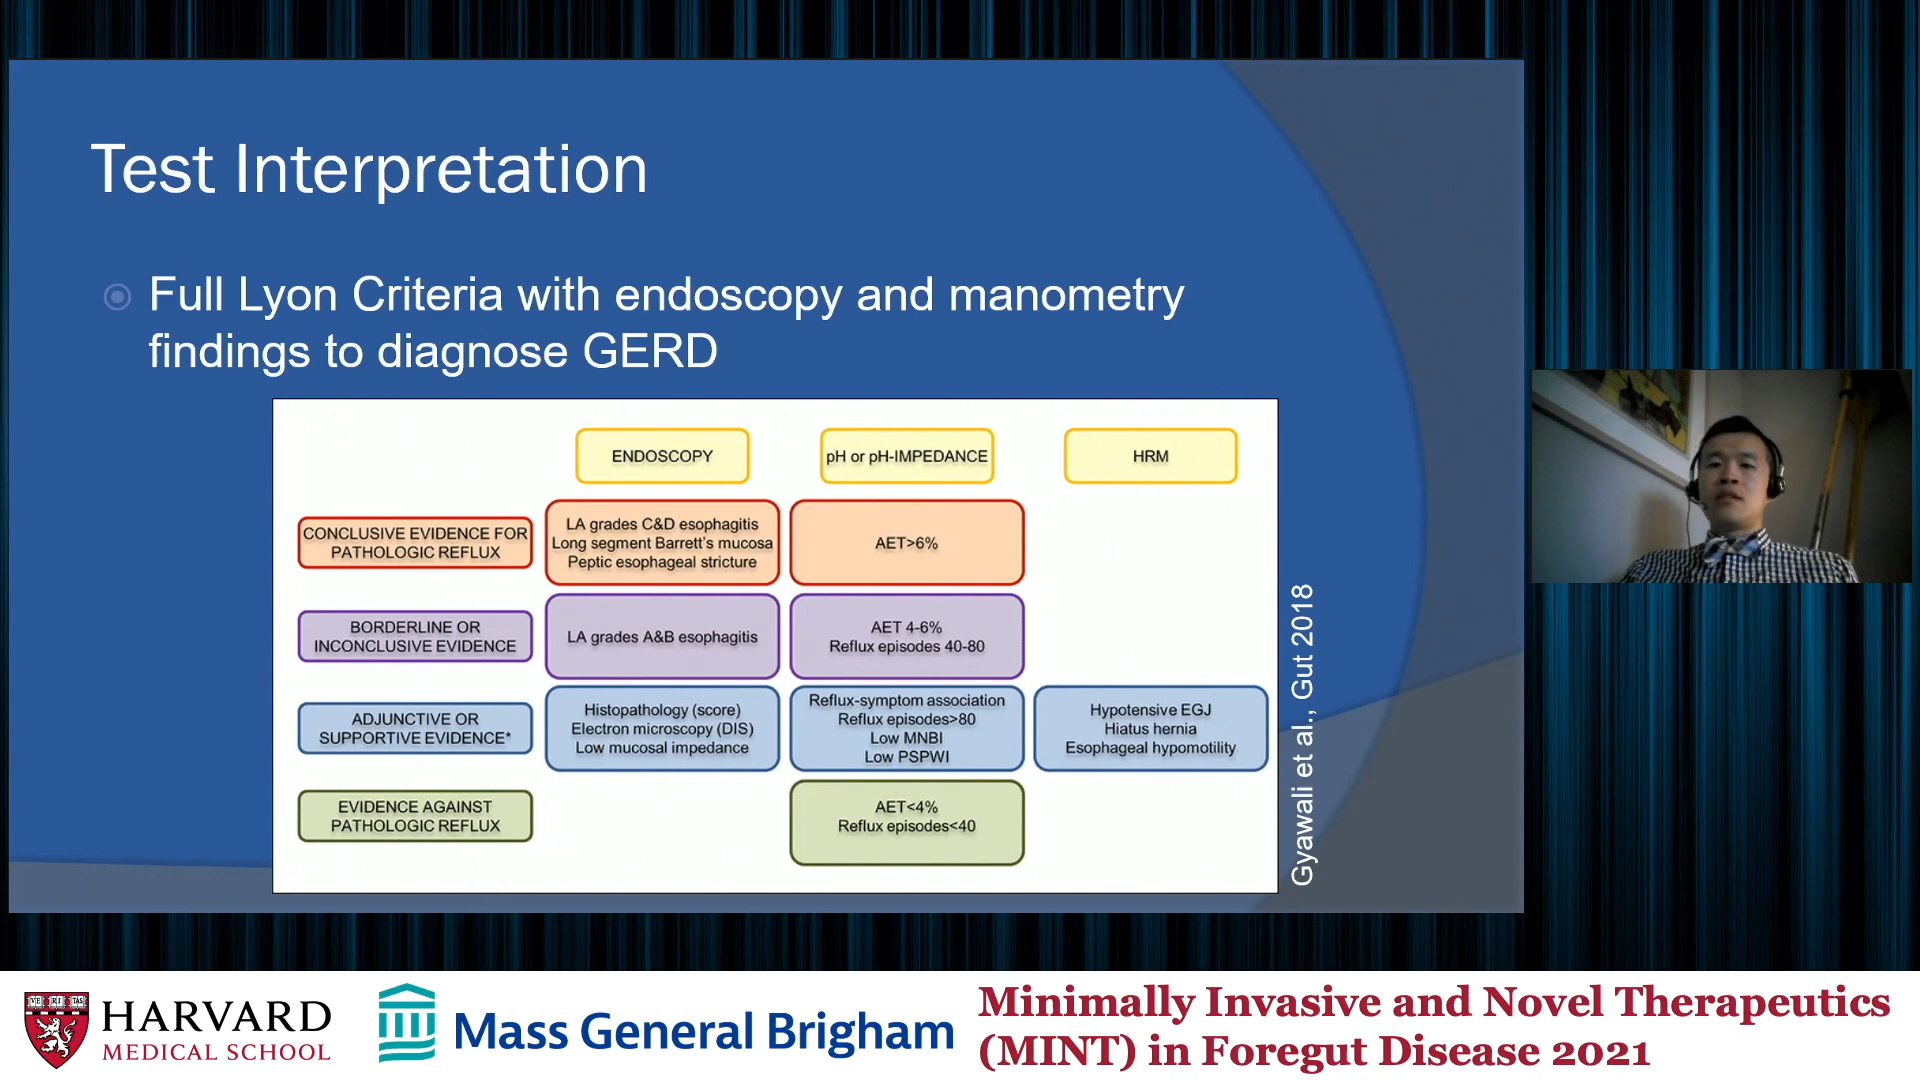 Test Interpretation
Full Lyon Criteria with endoscopy and manometry
findings to diagnose GERD
ENDOSCOPY
pH or pH-IMPEDANCE
HRM
CONCLUSIVE EVIDENCE FOR
PATHOLOGIC REFLUX
LA grades C&D esophagitis
Long segment Barrett's mucosa
Peptic esophageal stricture
AET>6%
BORDERLINE OR
INCONCLUSIVE EVIDENCE
LA grades A&B esophagitis
AET 4-6%
Reflux episodes 40-80
ADJUNCTIVE OR
SUPPORTIVE EVIDENCE*
Histopathology (score)
Electron microscopy (DIS)
Low mucosal impedance
Reflux-symptom association
Reflux episodes>80
Low MNBI
Low PSPWI
Hypotensive EGJ
Hiatus hernia
Esophageal hypomotility
EVIDENCE AGAINST
PATHOLOGIC REFLUX
AET<4%
Reflux episodes<40
Gyawali et al., Gut 2018
VE RI TAS
HARVARD
MEDICAL SCHOOL
Mass General Brigham
Minimally Invasive and Novel Therapeutics
(MINT) in Foregut Disease 2021